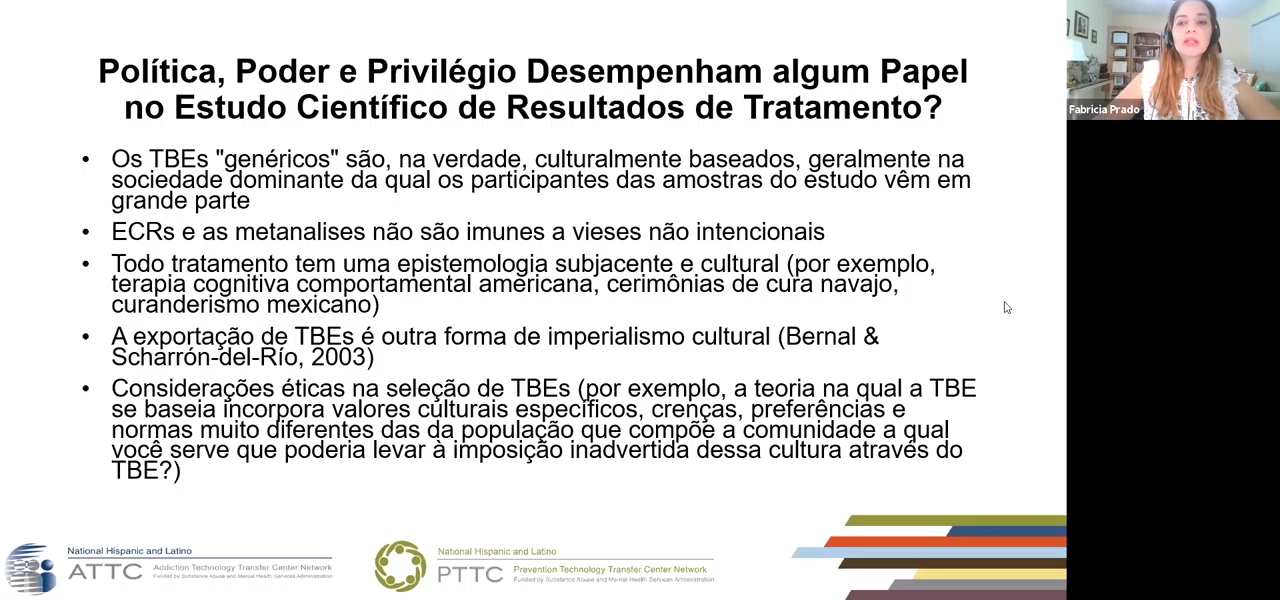 Política, Poder e Privilégio Desempenham algum Papel
no Estudo Científico de Resultados de Tratamento?
• Os TBEs "genéricos" são, na verdade, culturalmente baseados, geralmente na
sociedade dominante da qual os participantes das amostras do estudo vêm em
grande parte
• ECRs e as metanalises não são imunes a vieses não intencionais
• Todo tratamento tem uma epistemologia subjacente e cultural (por exemplo,
terapia cognitiva comportamental americana, cerimônias de cura navajo,
curanderismo mexicano)
• A exportação de TBEs é outra forma de imperialismo cultural (Bernal &
Scharrón-del-Río, 2003)
• Considerações éticas na seleção de TBEs (por exemplo, a teoria na qual a TBE
se baseia incorpora valores culturais específicos, crenças, preferências e
normas muito diferentes das da população que compõe a comunidade a qual
você serve que poderia levar à imposição inadvertida dessa cultura através do
TBE?)
Fabricia Prado
National Hispanic and Latino
ATTC
Addiction Technology Transfer Center Network
Funded by Substance Abuse and Mental Health Services Administration
National Hispanic and Latino
PTTC
Prevention Technology Transfer Center Network
Funded by Substance Abuse and Mental Health Services Administration